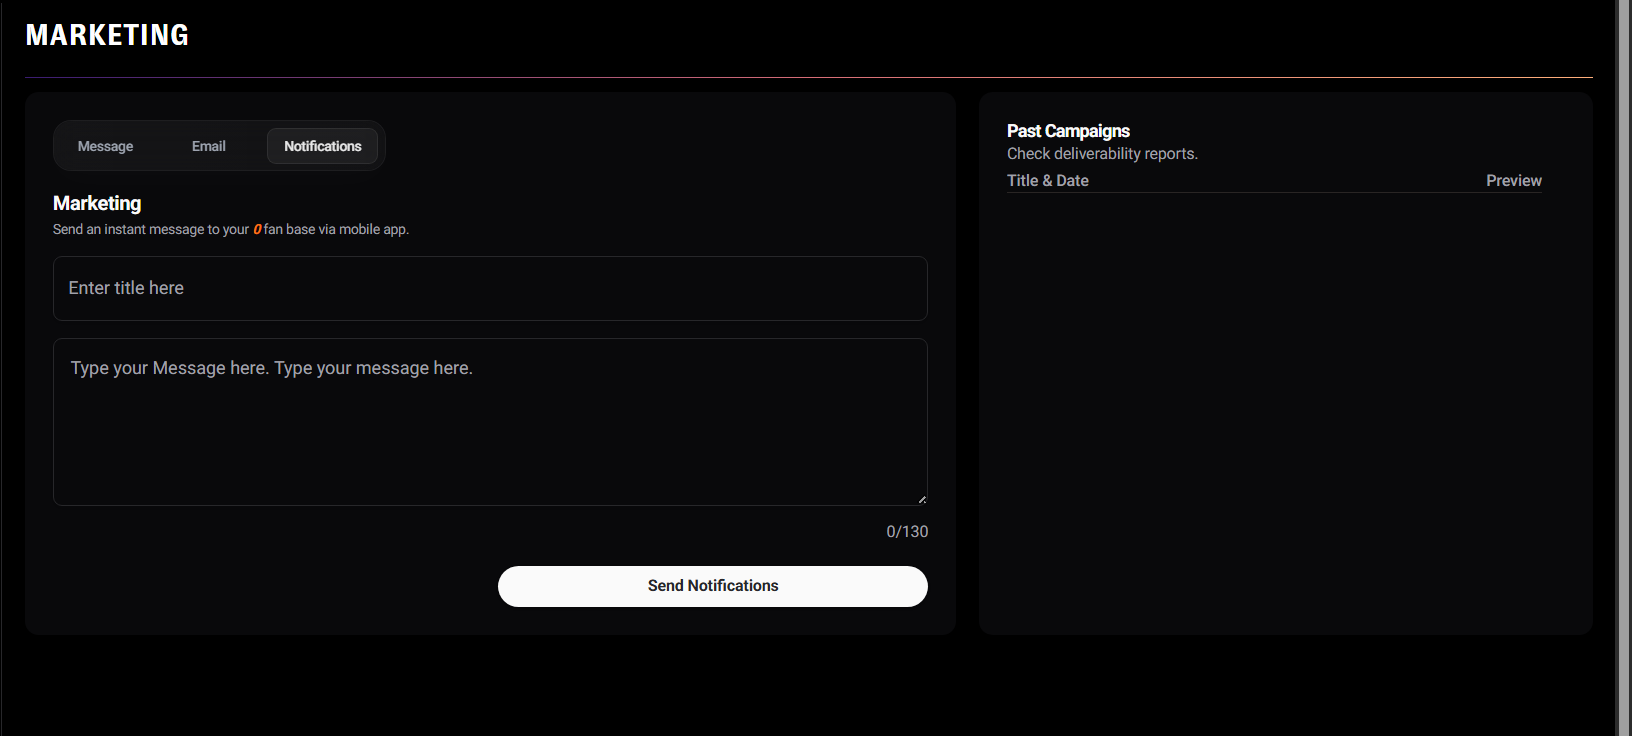 MARKETING
Message
Email
Notifications
Marketing
Send an instant message to your 0 fan base via mobile app.
Enter title here
Type your Message here. Type your message here.
0/130
Send Notifications
Past Campaigns
Check deliverability reports.
Title & Date
Preview